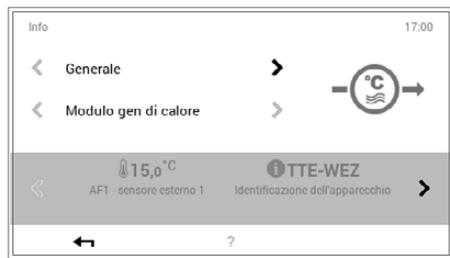 Info 17:00
Generale
Modulo gen di calore
15,0°C TTE-WEZ
AF1 - sensore esterno 1 Identificazione dell'apparecchio
?